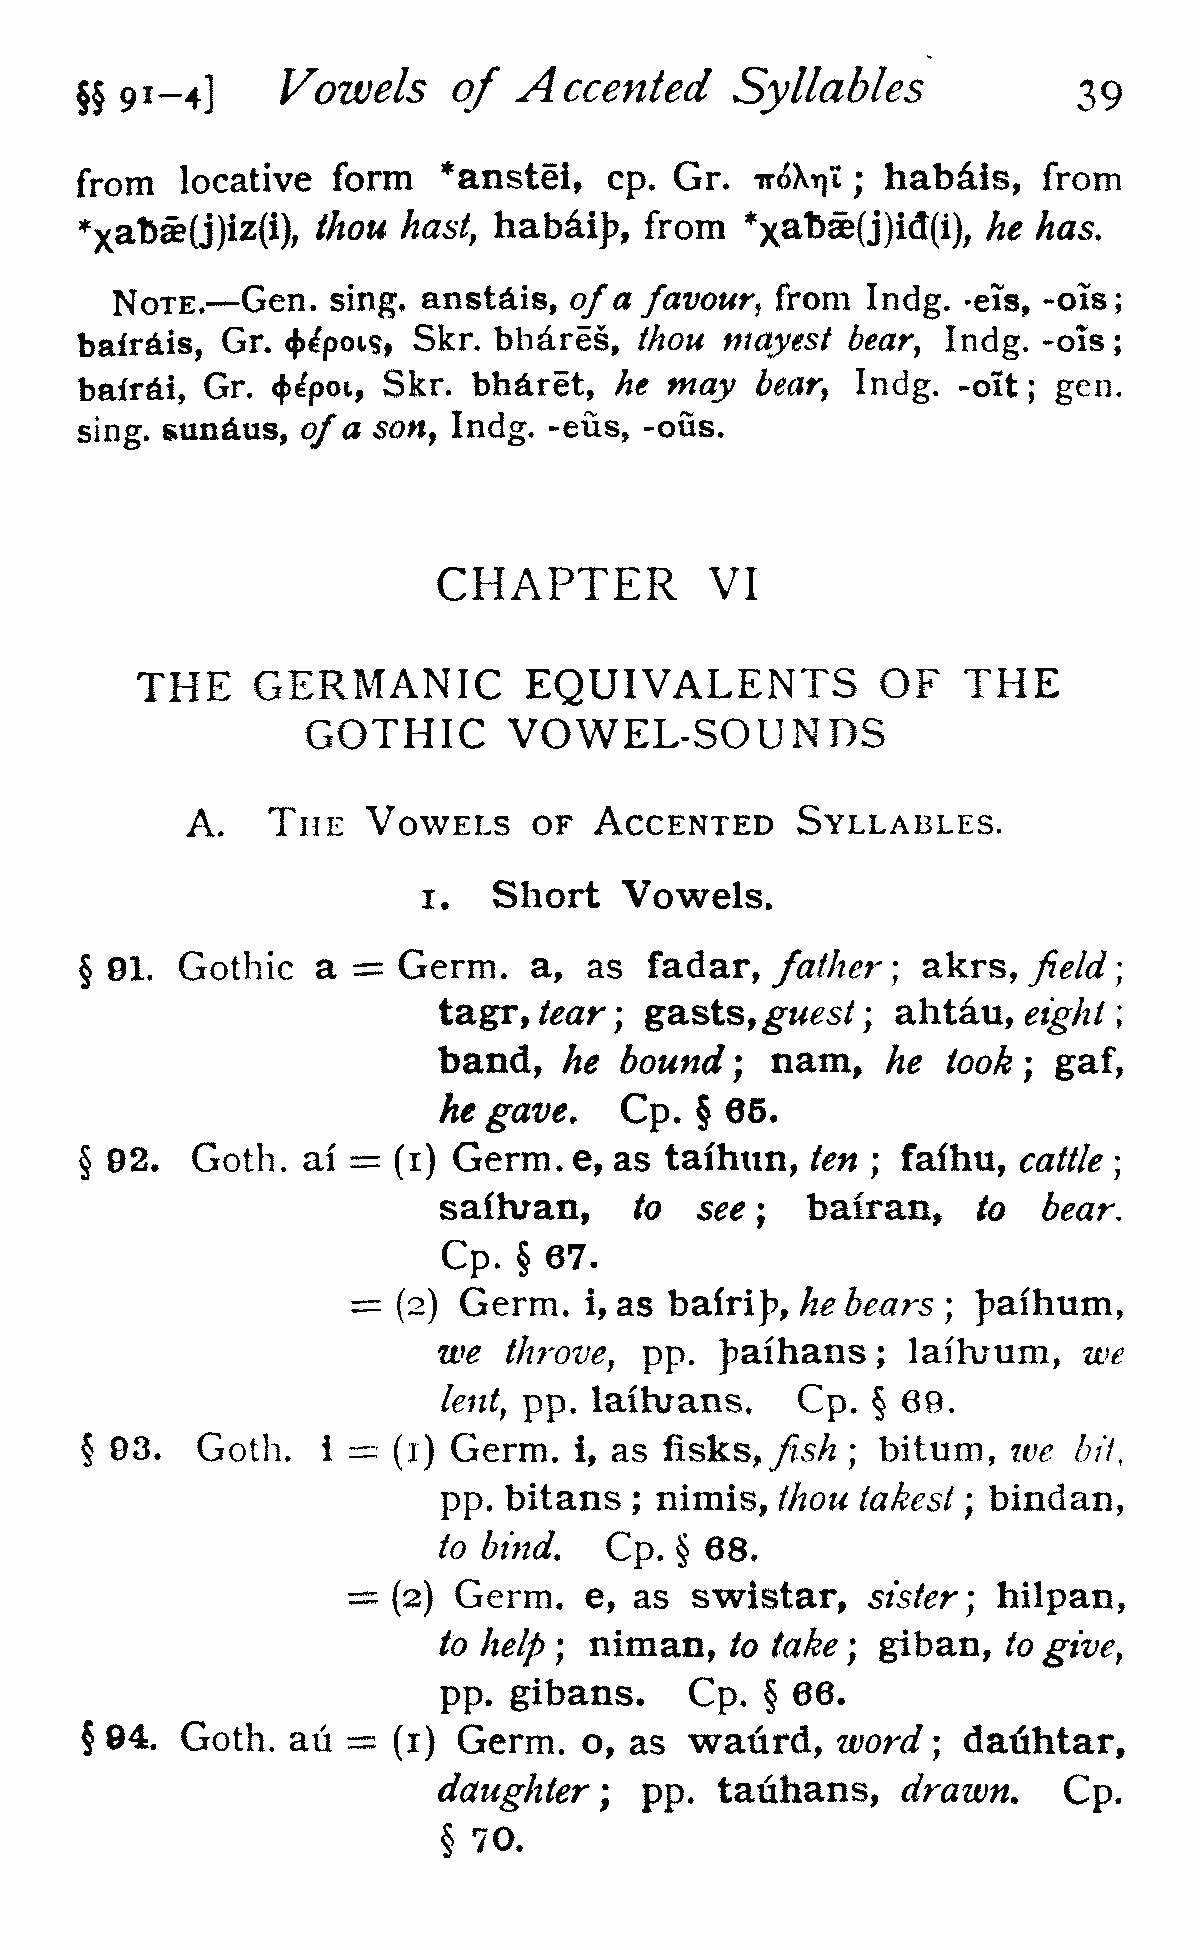 §§ 91–4] Vowels of Accented Syllables 39
from locative form *anstēi, cp. Gr. πόληϊ ; habáis, from
*χaƀǣ(j)iz(i), thou hast, habáiþ, from *χaƀǣ(j)iđ(i), he has.
NOTE.—Gen. sing. anstáis, of a favour, from Indg. -eĩs, -oĩs ;
baíráis, Gr. φέροις, Skr. bhárēš, thou mayest bear, Indg. -oĩs ;
baírái, Gr. φέροι, Skr. bhárēt, he may bear, Indg. -oĩt ; gen.
sing. sunáus, of a son, Indg. -eũs, -oũs.
CHAPTER VI
THE GERMANIC EQUIVALENTS OF THE
GOTHIC VOWEL-SOUNDS
A. THE VOWELS OF ACCENTED SYLLABLES.
1. Short Vowels.
§ 91. Gothic a = Germ. a, as fadar, father ; akrs, field ;
tagr, tear ; gasts, guest ; ahtáu, eight ;
band, he bound ; nam, he took ; gaf,
he gave. Cp. § 65.
§ 92. Goth. aí = (1) Germ. e, as taíhun, ten ; faíhu, cattle ;
saíƕan, to see ; baíran, to bear.
Cp. § 67.
= (2) Germ. i, as baíriþ, he bears ; þaíhum,
we throve, pp. þaíhans ; laíƕum, we
lent, pp. laíƕans. Cp. § 69.
§ 93. Goth. i = (1) Germ. i, as fisks, fish ; bitum, we bit,
pp. bitans ; nimis, thou takest ; bindan,
to bind. Cp. § 68.
= (2) Germ. e, as swistar, sister ; hilpan,
to help ; niman, to take ; giban, to give,
pp. gibans. Cp. § 66.
§ 94. Goth. aú = (1) Germ. o, as waúrd, word ; daúhtar,
daughter ; pp. taúhans, drawn. Cp.
§ 70.